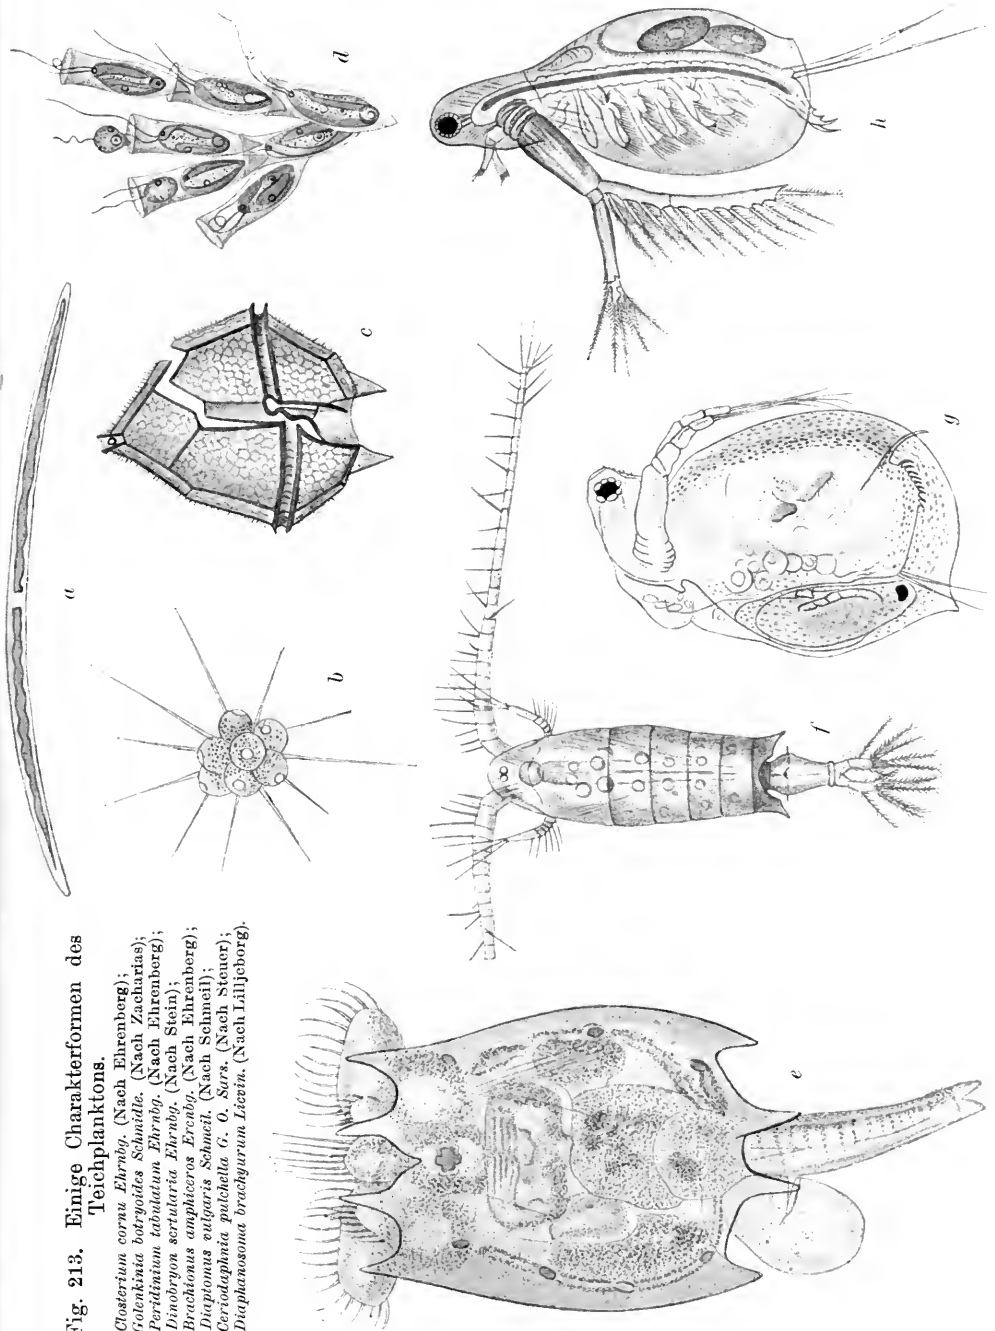 Fig. 213. Einige Charakterformen des
Teichplanktons.
Closterium cornu Ehrnbg. (Nach Ehrenberg);
Golenkinia botryoides Schmidle. (Nach Zacharias);
Peridinium tabulatum Ehrnbg. (Nach Ehrenberg);
Dinobryon sertularia Ehrnbg. (Nach Stein);
Brachionus amphiceros Erenbg. (Nach Ehrenberg);
Diaptomus vulgaris Schmeil. (Nach Schmeil);
Ceriodaphnia pulchella G. O. Sars. (Nach Steuer);
Diaphanosoma brachyurum Liévin. (Nach Lilljeborg).
a
b
c
d
e
f
g
h